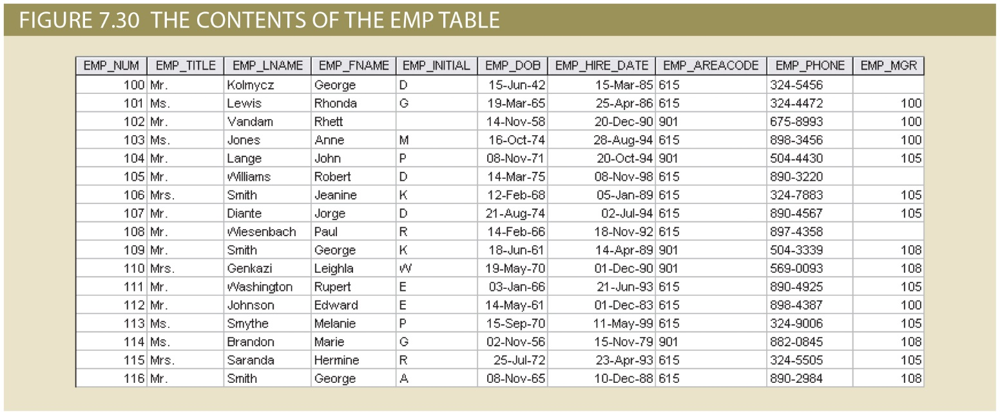 FIGURE 7.30 THE CONTENTS OF THE EMP TABLE
EMP_NUM EMP_TITLE EMP_LNAME EMP_FNAME EMP_INITIAL EMP_DOB EMP_HIRE_DATE EMP_AREACODE EMP_PHONE EMP_MGR
100 Mr. Kolmycz George D 15-Jun-42 15-Mar-85 615 324-5456
101 Ms. Lewis Rhonda G 19-Mar-65 25-Apr-86 615 324-4472 100
102 Mr. Vandam Rhett 14-Nov-58 20-Dec-90 901 675-8993 100
103 Ms. Jones Anne M 16-Oct-74 28-Aug-94 615 898-3456 100
104 Mr. Lange John P 08-Nov-71 20-Oct-94 901 504-4430 105
105 Mr. Williams Robert D 14-Mar-75 08-Nov-98 615 890-3220
106 Mrs. Smith Jeanine K 12-Feb-68 05-Jan-89 615 324-7883 105
107 Mr. Diante Jorge D 21-Aug-74 02-Jul-94 615 890-4567 105
108 Mr. Wiesenbach Paul R 14-Feb-66 18-Nov-92 615 897-4358
109 Mr. Smith George K 18-Jun-61 14-Apr-89 901 504-3339 108
110 Mrs. Genkazi Leighla W 19-May-70 01-Dec-90 901 569-0093 108
111 Mr. Washington Rupert E 03-Jan-66 21-Jun-93 615 890-4925 105
112 Mr. Johnson Edward E 14-May-61 01-Dec-83 615 898-4387 100
113 Ms. Smythe Melanie P 15-Sep-70 11-May-99 615 324-9006 105
114 Ms. Brandon Marie G 02-Nov-56 15-Nov-79 901 882-0845 108
115 Mrs. Saranda Hermine R 25-Jul-72 23-Apr-93 615 324-5505 105
116 Mr. Smith George A 08-Nov-65 10-Dec-88 615 890-2984 108